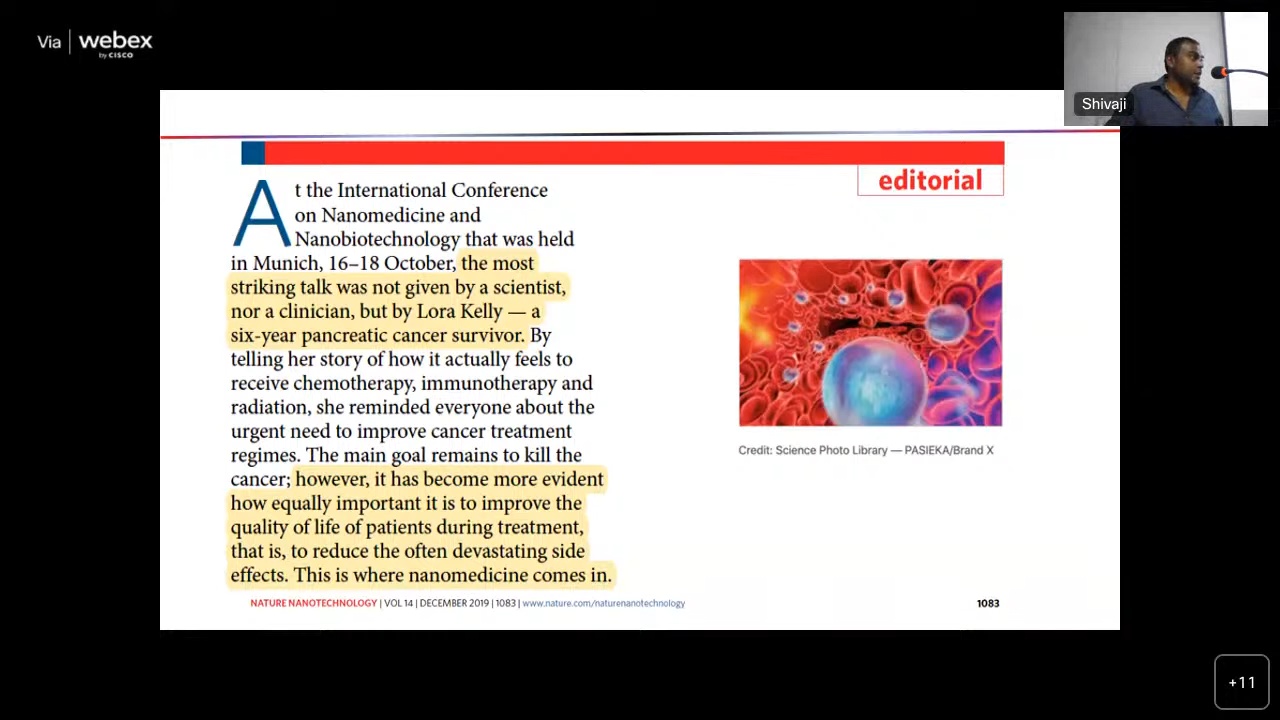 Via | webex
by CISCO
Shivaji
editorial
At the International Conference
on Nanomedicine and
Nanobiotechnology that was held
in Munich, 16–18 October, the most
striking talk was not given by a scientist,
nor a clinician, but by Lora Kelly — a
six-year pancreatic cancer survivor. By
telling her story of how it actually feels to
receive chemotherapy, immunotherapy and
radiation, she reminded everyone about the
urgent need to improve cancer treatment
regimes. The main goal remains to kill the
cancer; however, it has become more evident
how equally important it is to improve the
quality of life of patients during treatment,
that is, to reduce the often devastating side
effects. This is where nanomedicine comes in.
Credit: Science Photo Library — PASIEKA/Brand X
NATURE NANOTECHNOLOGY | VOL 14 | DECEMBER 2019 | 1083 | www.nature.com/naturenanotechnology
1083
+11